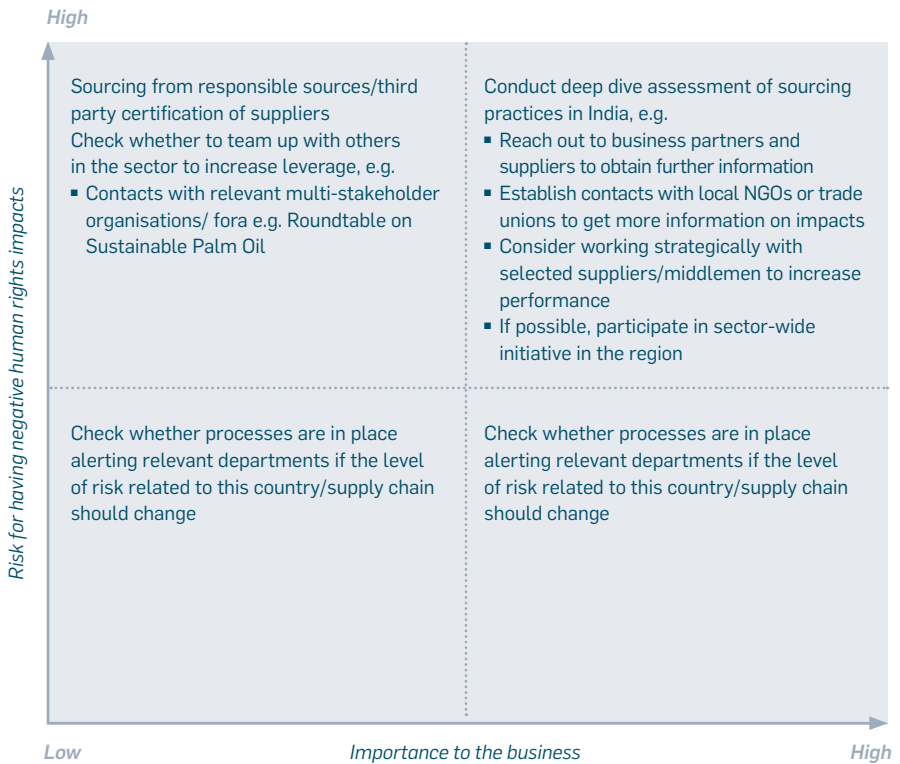 High
Risk for having negative human rights impacts
Sourcing from responsible sources/third
party certification of suppliers
Check whether to team up with others
in the sector to increase leverage, e.g.
▪ Contacts with relevant multi-stakeholder
organisations/ fora e.g. Roundtable on
Sustainable Palm Oil
Conduct deep dive assessment of sourcing
practices in India, e.g.
▪ Reach out to business partners and
suppliers to obtain further information
▪ Establish contacts with local NGOs or trade
unions to get more information on impacts
▪ Consider working strategically with
selected suppliers/middlemen to increase
performance
▪ If possible, participate in sector-wide
initiative in the region
Check whether processes are in place
alerting relevant departments if the level
of risk related to this country/supply chain
should change
Check whether processes are in place
alerting relevant departments if the level
of risk related to this country/supply chain
should change
Low
Importance to the business
High